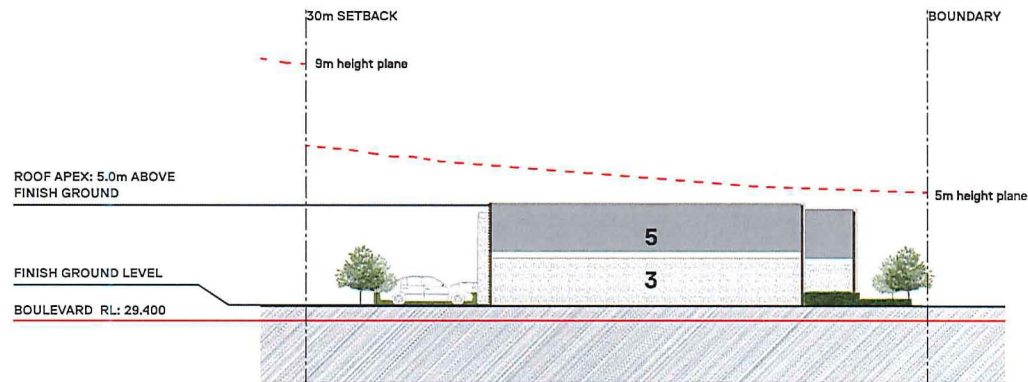 30m SETBACK
BOUNDARY
9m height plane
ROOF APEX: 5.0m ABOVE
FINISH GROUND
5m height plane
5
3
FINISH GROUND LEVEL
BOULEVARD RL: 29.400